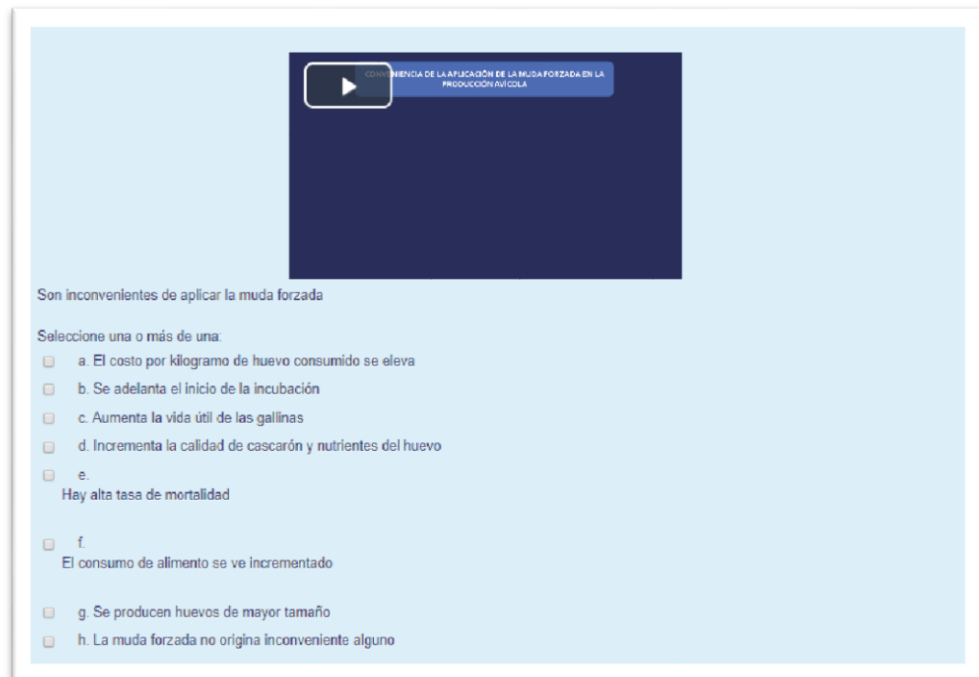 CONVENIENCIA DE LA APLICACIÓN DE LA MUDA FORZADA EN LA
PRODUCCIÓN AVÍCOLA
Son inconvenientes de aplicar la muda forzada
Seleccione una o más de una:
a. El costo por kilogramo de huevo consumido se eleva
b. Se adelanta el inicio de la incubación
c. Aumenta la vida útil de las gallinas
d. Incrementa la calidad de cascarón y nutrientes del huevo
e.
Hay alta tasa de mortalidad
f.
El consumo de alimento se ve incrementado
g. Se producen huevos de mayor tamaño
h. La muda forzada no origina inconveniente alguno